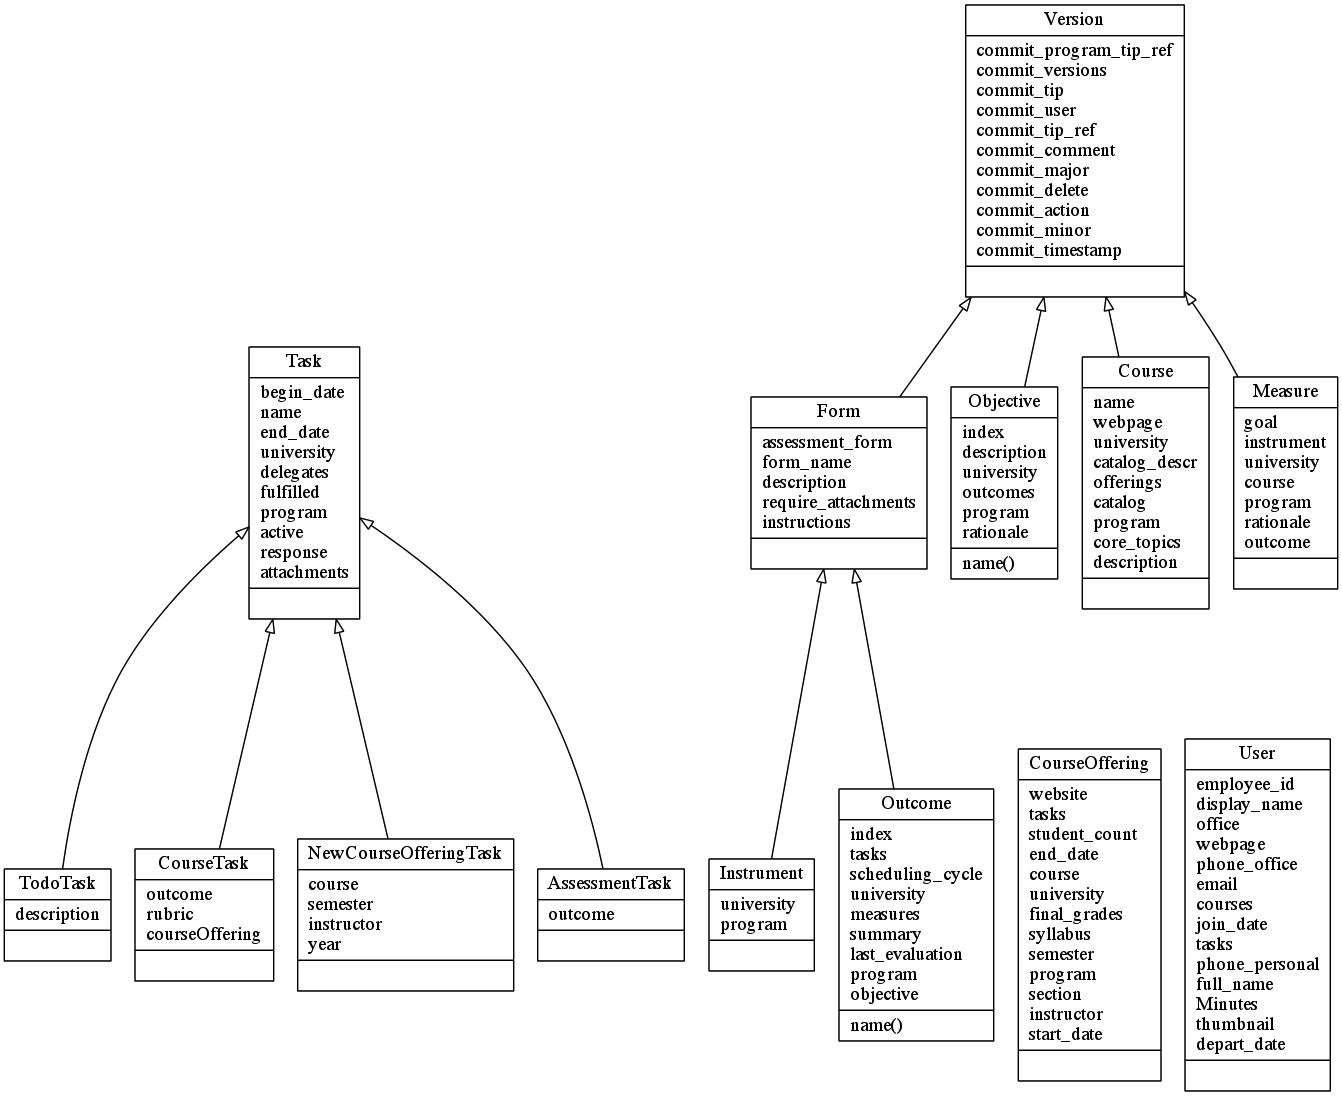 Version
commit_program_tip_ref
commit_versions
commit_tip
commit_user
commit_tip_ref
commit_comment
commit_major
commit_delete
commit_action
commit_minor
commit_timestamp
Task
begin_date
name
end_date
university
delegates
fulfilled
program
active
response
attachments
Form
assessment_form
form_name
description
require_attachments
instructions
Objective
index
description
university
outcomes
program
rationale
name()
Course
name
webpage
university
catalog_descr
offerings
catalog
program
core_topics
description
Measure
goal
instrument
university
course
program
rationale
outcome
TodoTask
description
CourseTask
outcome
rubric
courseOffering
NewCourseOfferingTask
course
semester
instructor
year
AssessmentTask
outcome
Instrument
university
program
Outcome
index
tasks
scheduling_cycle
university
measures
summary
last_evaluation
program
objective
name()
CourseOffering
website
tasks
student_count
end_date
course
university
final_grades
syllabus
semester
program
section
instructor
start_date
User
employee_id
display_name
office
webpage
phone_office
email
courses
join_date
tasks
phone_personal
full_name
Minutes
thumbnail
depart_date